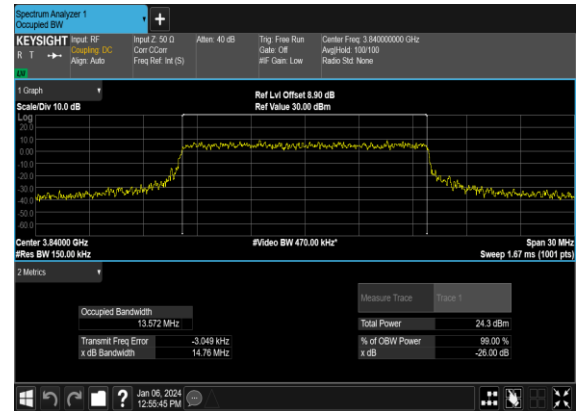 Spectrum Analyzer 1
Occupied BW
+
KEYSIGHT
R T
LXI
Input: RF
Coupling: DC
Align: Auto
Input Z: 50 Ω
Corr CCorr
Freq Ref: Int (S)
Atten: 40 dB
Trig: Free Run
Gate: Off
#IF Gain: Low
Center Freq: 3.840000000 GHz
Avg|Hold: 100/100
Radio Std: None
1 Graph
Scale/Div 10.0 dB
Ref Lvl Offset 8.90 dB
Ref Value 30.00 dBm
Log
20.0
10.0
0.00
-10.0
-20.0
-30.0
-40.0
-50.0
-60.0
Center 3.84000 GHz
#Res BW 150.00 kHz
#Video BW 470.00 kHz*
Span 30 MHz
Sweep 1.67 ms (1001 pts)
2 Metrics
Measure Trace Trace 1
Occupied Bandwidth
13.572 MHz
Total Power 24.3 dBm
Transmit Freq Error -3.049 kHz
% of OBW Power 99.00 %
x dB Bandwidth 14.76 MHz
x dB -26.00 dB
?
Jan 06, 2024
12:55:45 PM